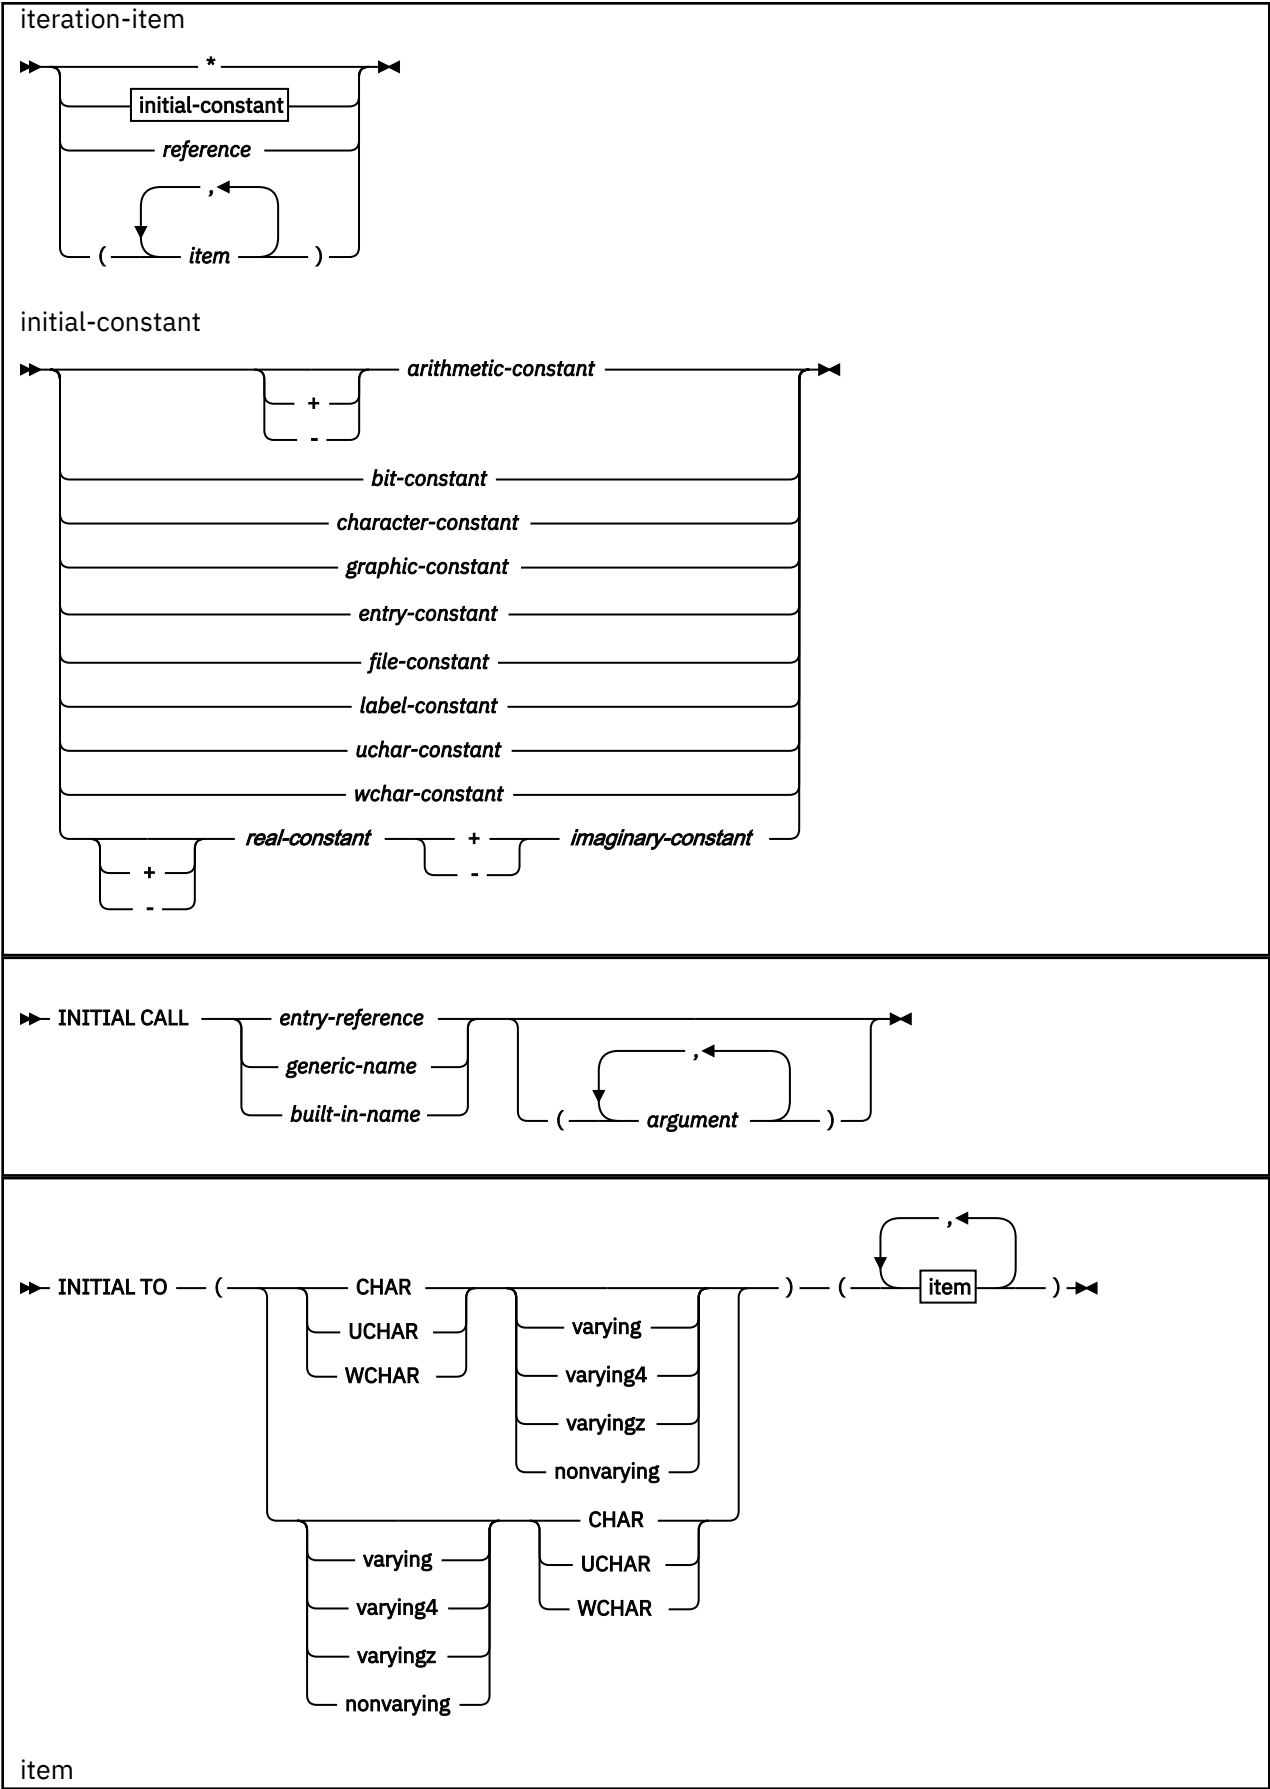 iteration-item
*
initial-constant
reference
,
( item )
initial-constant
arithmetic-constant
+
-
bit-constant
character-constant
graphic-constant
entry-constant
file-constant
label-constant
uchar-constant
wchar-constant
real-constant + imaginary-constant
+ -
-
INITIAL CALL entry-reference
generic-name ,
built-in-name ( argument )
,
INITIAL TO ( CHAR ) ( item )
varying
UCHAR
WCHAR varying4
varyingz
nonvarying
CHAR
varying UCHAR
varying4 WCHAR
varyingz
nonvarying
item